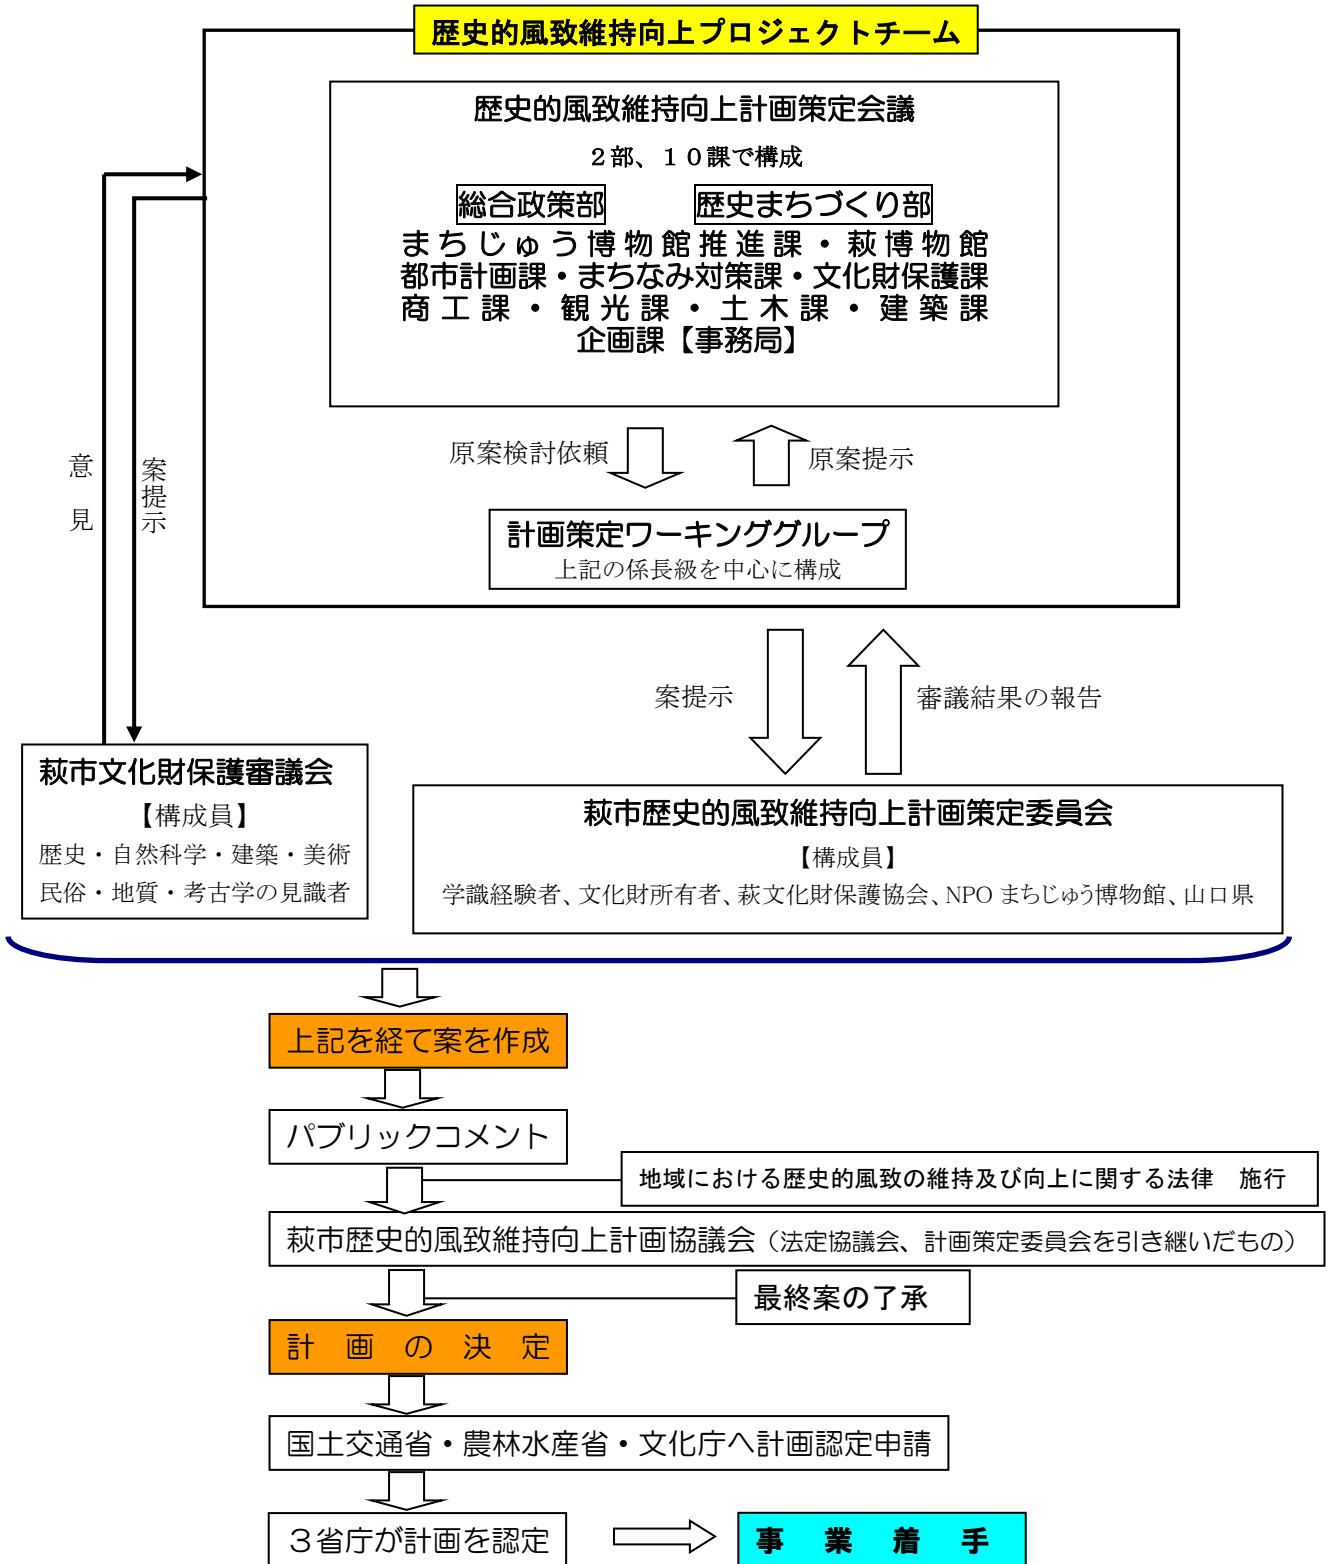 歴史的風致維持向上プロジェクトチーム
歴史的風致維持向上計画策定会議
２部、１０課で構成
総合政策部　歴史まちづくり部
まちじゅう博物館推進課・萩博物館
都市計画課・まちなみ対策課・文化財保護課
商工課・観光課・土木課・建築課
企画課【事務局】
原案検討依頼
原案提示
計画策定ワーキンググループ
上記の係長級を中心に構成
意見
案提示
案提示
審議結果の報告
萩市文化財保護審議会
【構成員】
歴史・自然科学・建築・美術
民俗・地質・考古学の見識者
萩市歴史的風致維持向上計画策定委員会
【構成員】
学識経験者、文化財所有者、萩文化財保護協会、NPO まちじゅう博物館、山口県
上記を経て案を作成
パブリックコメント
地域における歴史的風致の維持及び向上に関する法律　施行
萩市歴史的風致維持向上計画協議会（法定協議会、計画策定委員会を引き継いだもの）
最終案の了承
計　画　の　決　定
国土交通省・農林水産省・文化庁へ計画認定申請
３省庁が計画を認定
事　業　着　手